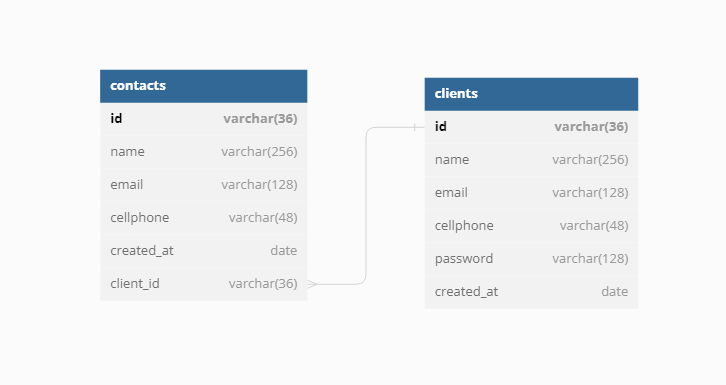 contacts
id varchar(36)
name varchar(256)
email varchar(128)
cellphone varchar(48)
created_at date
client_id varchar(36)
clients
id varchar(36)
name varchar(256)
email varchar(128)
cellphone varchar(48)
password varchar(128)
created_at date